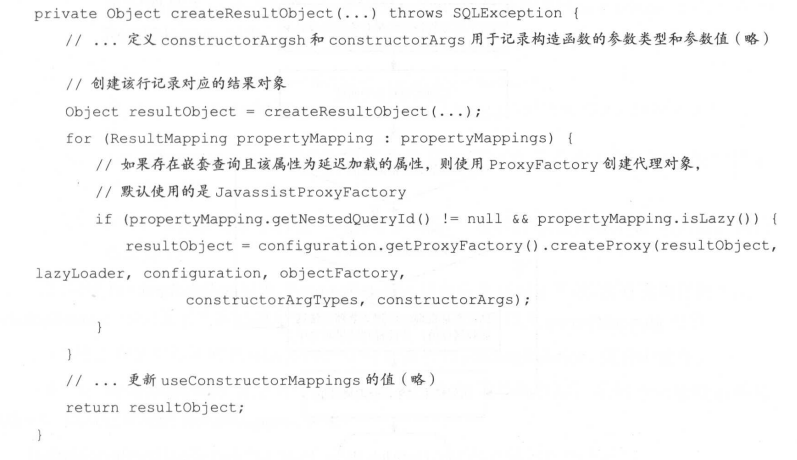 private Object createResultObject(...) throws SQLException {
// ... 定义 constructorArgsh 和 constructorArgs 用于记录构造函数的参数类型和参数值（略）
// 创建该行记录对应的结果对象
Object resultObject = createResultObject(...);
for (ResultMapping propertyMapping : propertyMappings) {
// 如果存在嵌套查询且该属性为延迟加载的属性，则使用 ProxyFactory 创建代理对象，
// 默认使用的是 JavassistProxyFactory
if (propertyMapping.getNestedQueryId() != null && propertyMapping.isLazy()) {
resultObject = configuration.getProxyFactory().createProxy(resultObject,
lazyLoader, configuration, objectFactory,
constructorArgTypes, constructorArgs);
}
}
// ... 更新 useConstructorMappings 的值（略）
return resultObject;
}